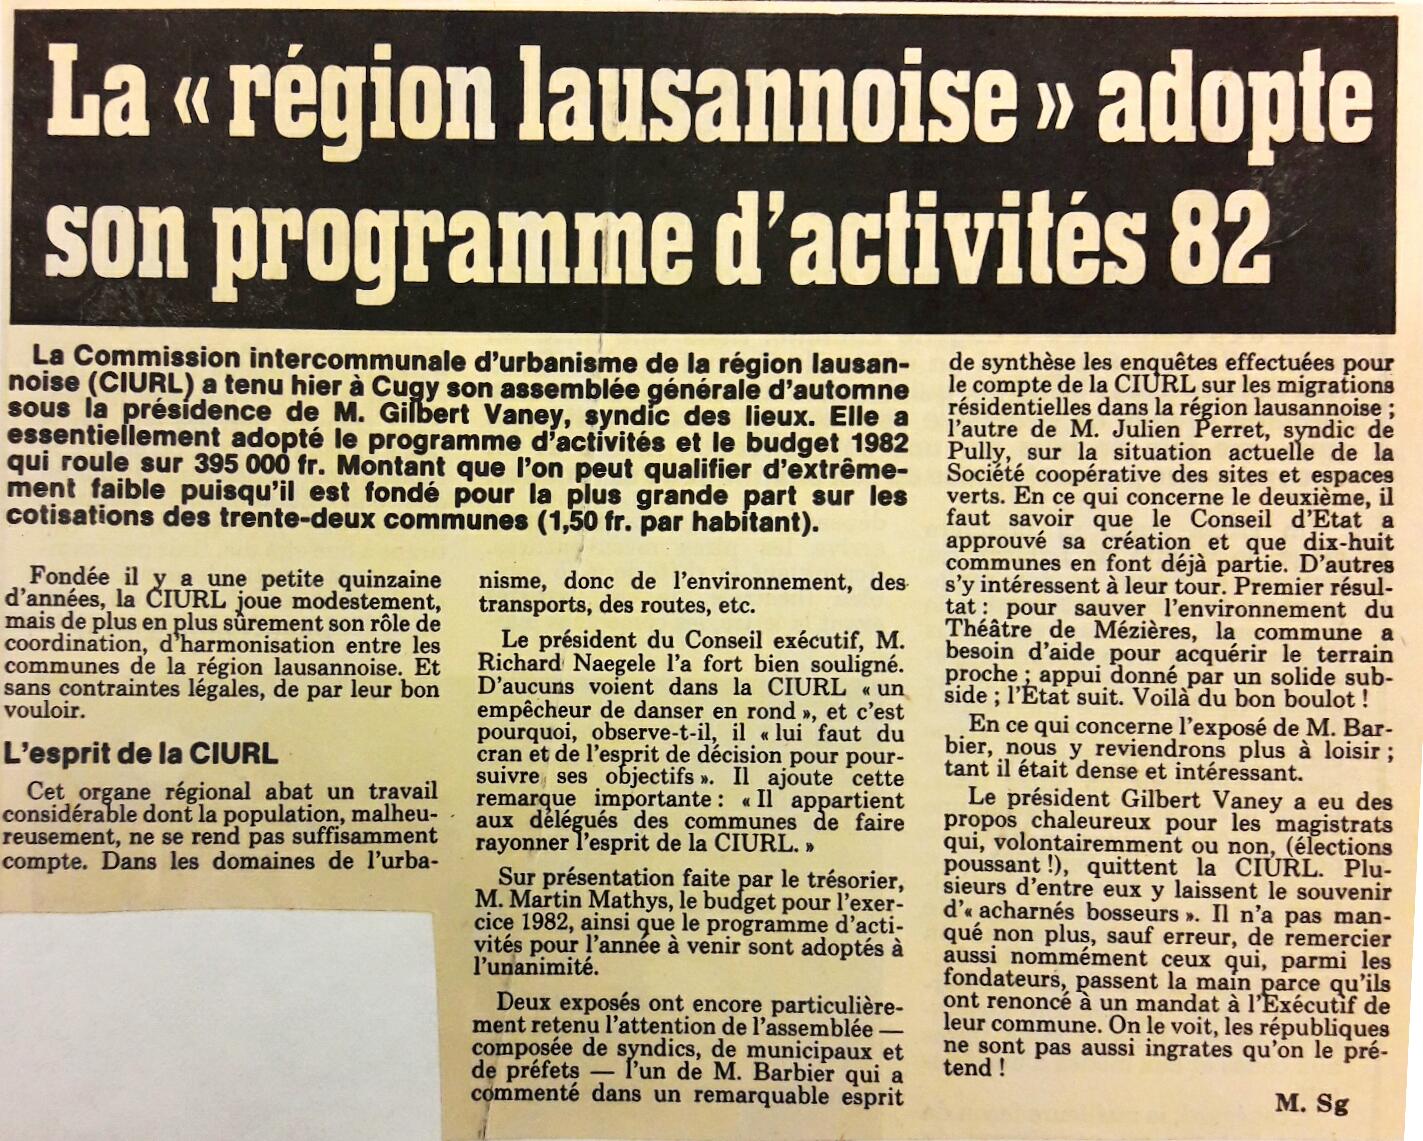 La « région lausannoise » adopte
son programme d'activités 82
La Commission intercommunale d'urbanisme de la région lausan-
noise (CIURL) a tenu hier à Cugy son assemblée générale d'automne
sous la présidence de M. Gilbert Vaney, syndic des lieux. Elle a
essentiellement adopté le programme d'activités et le budget 1982
qui roule sur 395 000 fr. Montant que l'on peut qualifier d'extrême-
ment faible puisqu'il est fondé pour la plus grande part sur les
cotisations des trente-deux communes (1,50 fr. par habitant).
Fondée il y a une petite quinzaine
d'années, la CIURL joue modestement,
mais de plus en plus sûrement son rôle de
coordination, d'harmonisation entre les
communes de la région lausannoise. Et
sans contraintes légales, de par leur bon
vouloir.
L'esprit de la CIURL
Cet organe régional abat un travail
considérable dont la population, malheu-
reusement, ne se rend pas suffisamment
compte. Dans les domaines de l'urba-
nisme, donc de l'environnement, des
transports, des routes, etc.
Le président du Conseil exécutif, M.
Richard Naegele l'a fort bien souligné.
D'aucuns voient dans la CIURL « un
empêcheur de danser en rond », et c'est
pourquoi, observe-t-il, il « lui faut du
cran et de l'esprit de décision pour pour-
suivre ses objectifs ». Il ajoute cette
remarque importante : « Il appartient
aux délégués des communes de faire
rayonner l'esprit de la CIURL. »
Sur présentation faite par le trésorier,
M. Martin Mathys, le budget pour l'exer-
cice 1982, ainsi que le programme d'acti-
vités pour l'année à venir sont adoptés à
l'unanimité.
Deux exposés ont encore particulière-
ment retenu l'attention de l'assemblée —
composée de syndics, de municipaux et
de préfets — l'un de M. Barbier qui a
commenté dans un remarquable esprit
de synthèse les enquêtes effectuées pour
le compte de la CIURL sur les migrations
résidentielles dans la région lausannoise ;
l'autre de M. Julien Perret, syndic de
Pully, sur la situation actuelle de la
Société coopérative des sites et espaces
verts. En ce qui concerne le deuxième, il
faut savoir que le Conseil d'Etat a
approuvé sa création et que dix-huit
communes en font déjà partie. D'autres
s'y intéressent à leur tour. Premier résul-
tat : pour sauver l'environnement du
Théâtre de Mézières, la commune a
besoin d'aide pour acquérir le terrain
proche ; appui donné par un solide sub-
side ; l'Etat suit. Voilà du bon boulot !
En ce qui concerne l'exposé de M. Bar-
bier, nous y reviendrons plus à loisir ;
tant il était dense et intéressant.
Le président Gilbert Vaney a eu des
propos chaleureux pour les magistrats
qui, volontairemment ou non, (élections
poussant !), quittent la CIURL. Plu-
sieurs d'entre eux y laissent le souvenir
d'« acharnés bosseurs ». Il n'a pas man-
qué non plus, sauf erreur, de remercier
aussi nommément ceux qui, parmi les
fondateurs, passent la main parce qu'ils
ont renoncé à un mandat à l'Exécutif de
leur commune. On le voit, les républiques
ne sont pas aussi ingrates qu'on le pré-
tend !
M. Sg